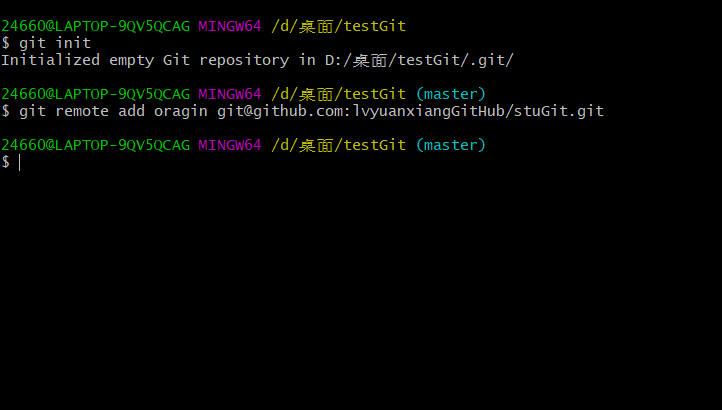 24660@LAPTOP-9QV5QCAG MINGW64 /d/桌面/testGit
$ git init
Initialized empty Git repository in D:/桌面/testGit/.git/
24660@LAPTOP-9QV5QCAG MINGW64 /d/桌面/testGit (master)
$ git remote add oragin git@github.com:lvyuanxiangGitHub/stuGit.git
24660@LAPTOP-9QV5QCAG MINGW64 /d/桌面/testGit (master)
$